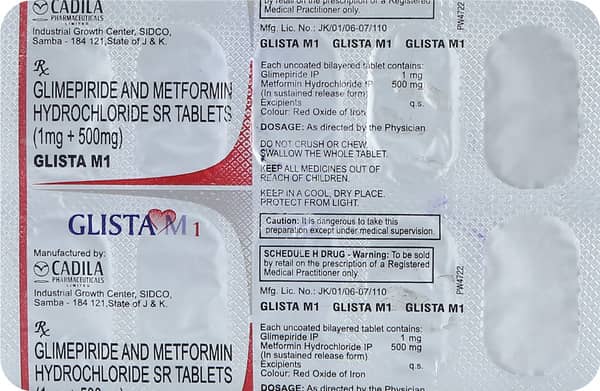 CADILA
PHARMACEUTICALS
LIMITED
Industrial Growth Center, SIDCO,
Samba - 184 121,State of J & K.
Rx
GLIMEPIRIDE AND METFORMIN
HYDROCHLORIDE SR TABLETS
(1mg + 500mg)
GLISTA M1
GLISTA M 1
Manufactured by:
CADILA
PHARMACEUTICALS
LIMITED
Industrial Growth Center, SIDCO,
Samba - 184 121,State of J & K.
Rx
GLIMEPIRIDE AND METFORMIN
HYDROCHLORIDE SR TABLETS
by retail on the prescription of a Registered
Medical Practitioner only.
Mfg. Lic. No.: JK/01/06-07/110
GLISTA M1 GLISTA M1 GLISTA M1
Each uncoated bilayered tablet contains:
Glimepiride IP 1 mg
Metformin Hydrochloride IP 500 mg
(In sustained release form)
Excipients q.s.
Colour: Red Oxide of Iron
DOSAGE: As directed by the Physician
DO NOT CRUSH OR CHEW
SWALLOW THE WHOLE TABLET.
KEEP ALL MEDICINES OUT OF
REACH OF CHILDREN.
KEEP IN A COOL, DRY PLACE.
PROTECT FROM LIGHT.
Caution: It is dangerous to take this
preparation except under medical supervision.
SCHEDULE H DRUG - Warning: To be sold
by retail on the prescription of a Registered
Medical Practitioner only.
Mfg. Lic. No.: JK/01/06-07/110
GLISTA M1 GLISTA M1 GLISTA M1
Each uncoated bilayered tablet contains:
Glimepiride IP 1 mg
Metformin Hydrochloride IP 500 mg
(In sustained release form)
Excipients q.s.
Colour: Red Oxide of Iron
DOSAGE: As directed by the Physician
PW4722
PW4722